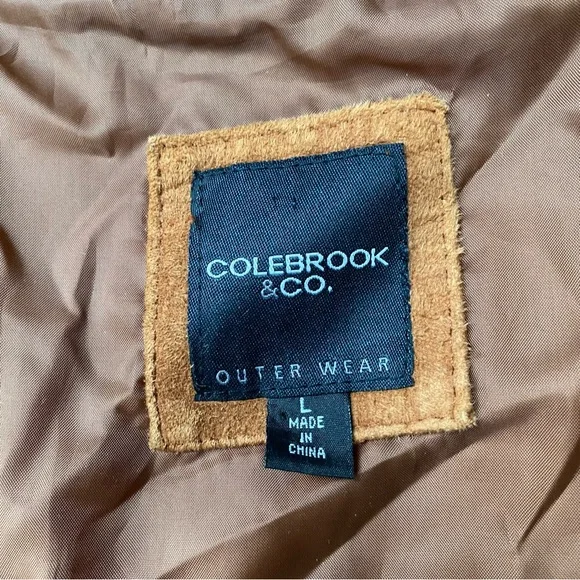 COLEBROOK
&CO.
OUTER WEAR
L
MADE
IN
CHINA